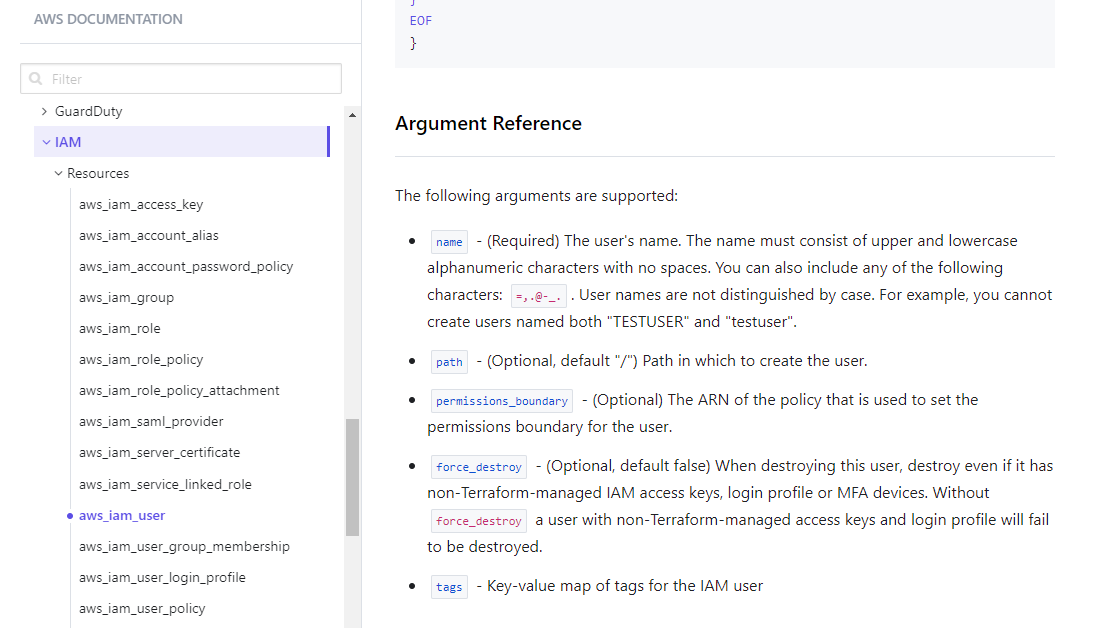 AWS DOCUMENTATION
Filter
GuardDuty
IAM
Resources
aws_iam_access_key
aws_iam_account_alias
aws_iam_account_password_policy
aws_iam_group
aws_iam_role
aws_iam_role_policy
aws_iam_role_policy_attachment
aws_iam_saml_provider
aws_iam_server_certificate
aws_iam_service_linked_role
aws_iam_user
aws_iam_user_group_membership
aws_iam_user_login_profile
aws_iam_user_policy
}
EOF
}
Argument Reference
The following arguments are supported:
• name - (Required) The user's name. The name must consist of upper and lowercase
alphanumeric characters with no spaces. You can also include any of the following
characters: =,.@-_. . User names are not distinguished by case. For example, you cannot
create users named both "TESTUSER" and "testuser".
• path - (Optional, default "/") Path in which to create the user.
• permissions_boundary - (Optional) The ARN of the policy that is used to set the
permissions boundary for the user.
• force_destroy - (Optional, default false) When destroying this user, destroy even if it has
non-Terraform-managed IAM access keys, login profile or MFA devices. Without
force_destroy a user with non-Terraform-managed access keys and login profile will fail
to be destroyed.
• tags - Key-value map of tags for the IAM user